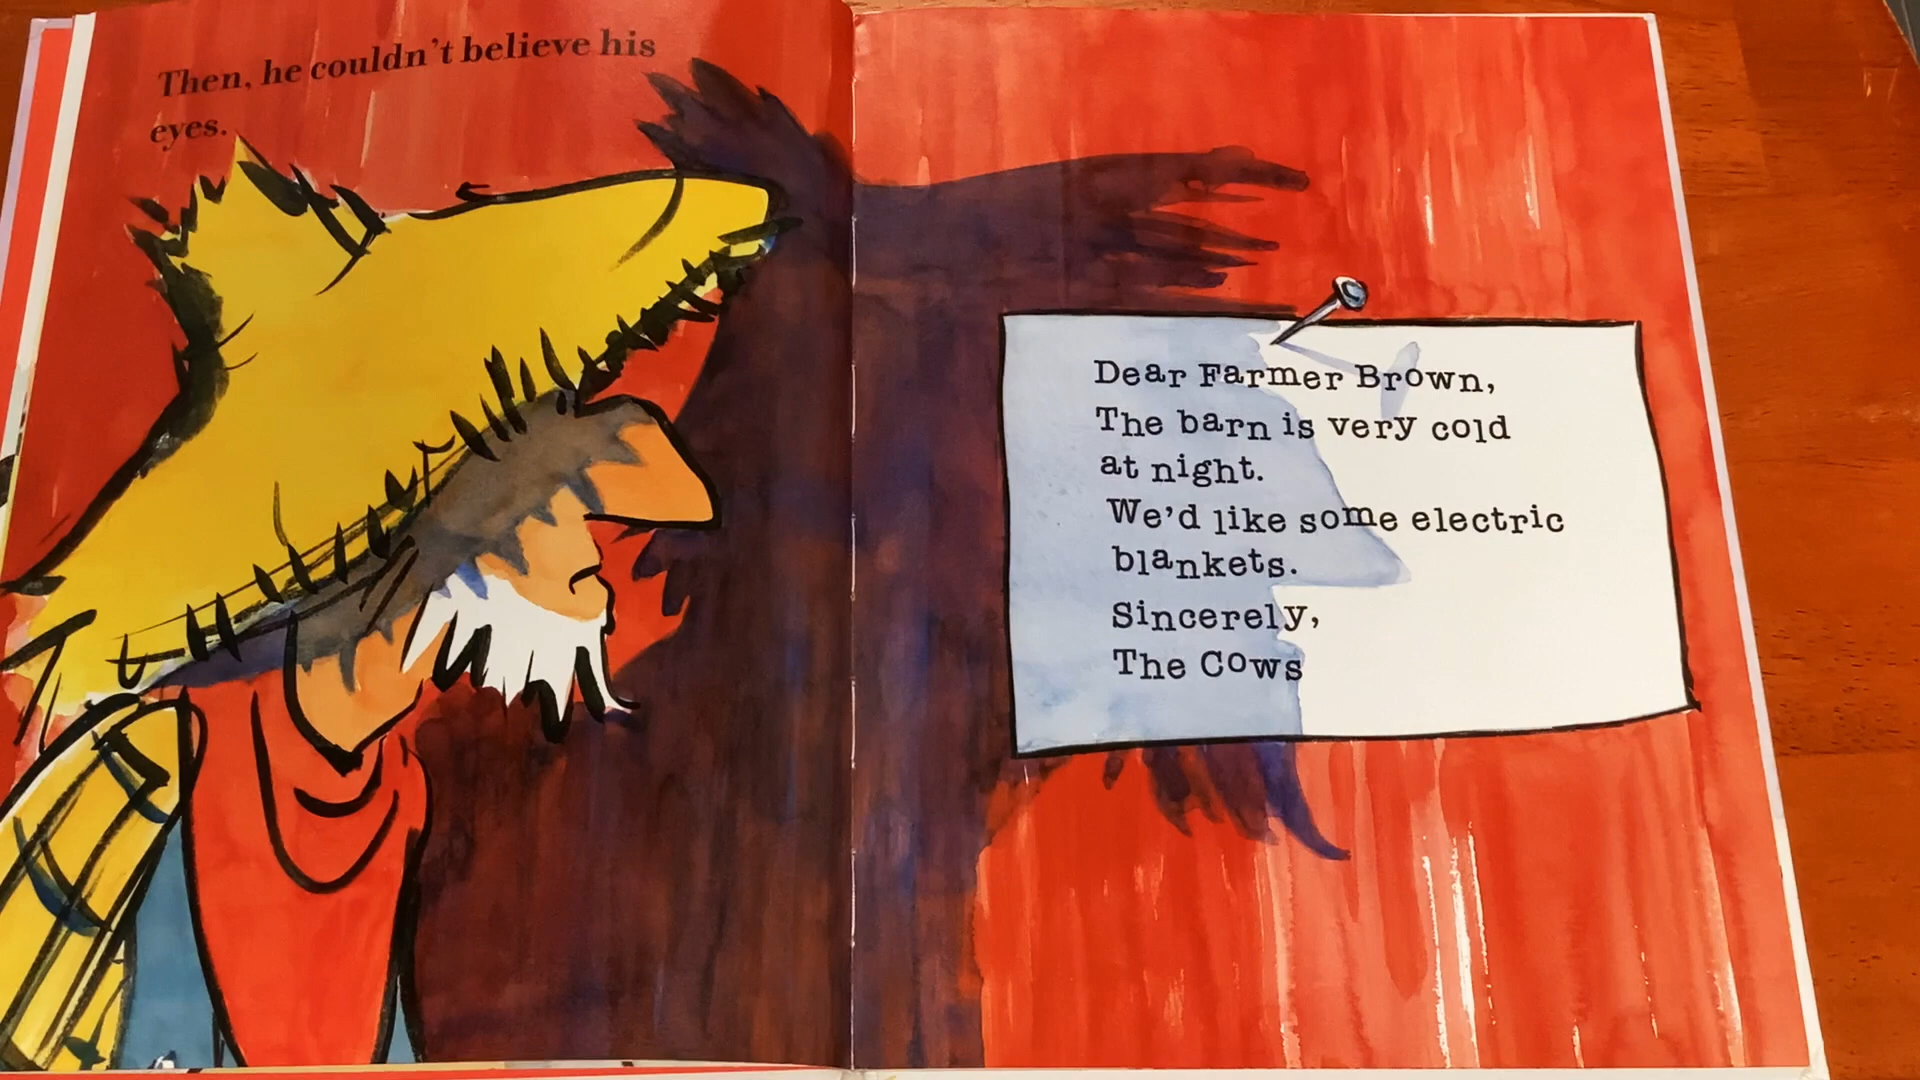 Then, he couldn't believe his
eyes.
Dear Farmer Brown,
The barn is very cold
at night.
We'd like some electric
blankets.
Sincerely,
The Cows